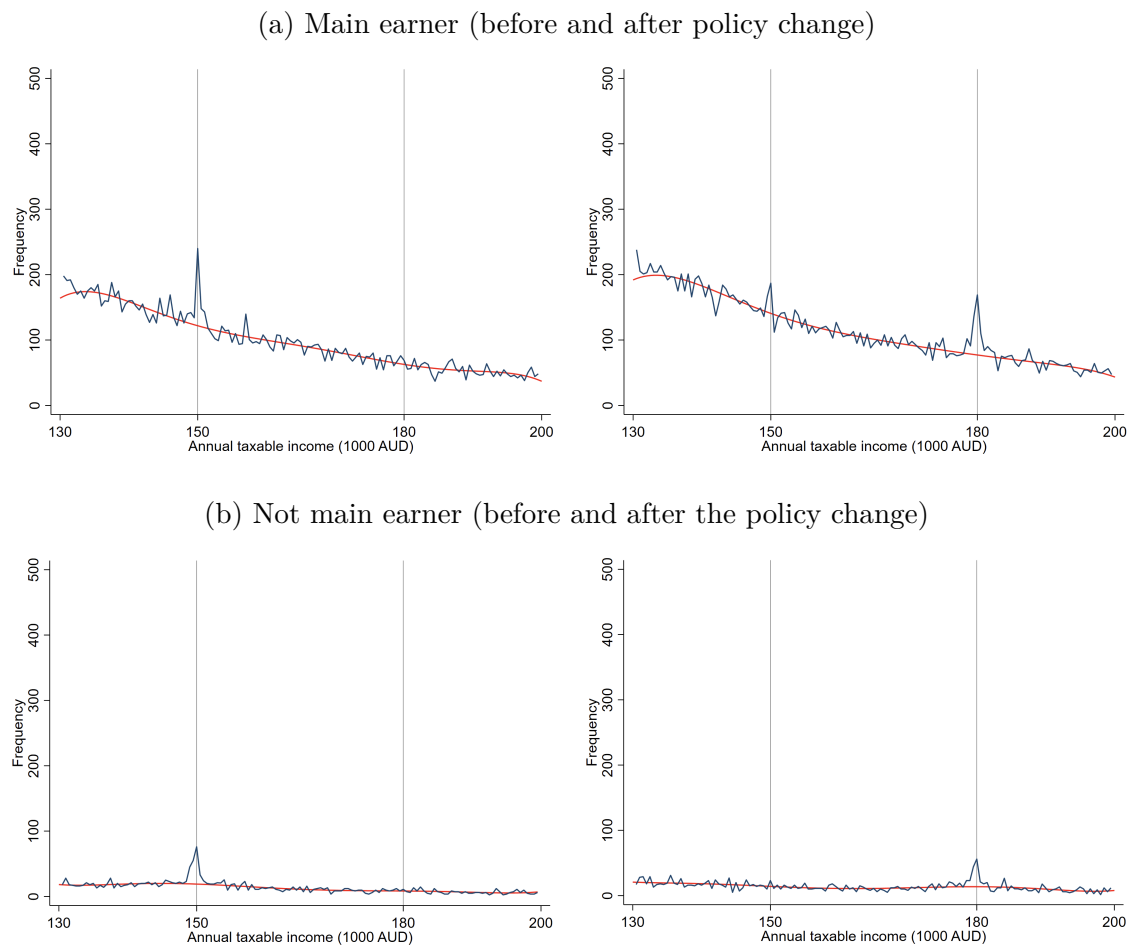 (a) Main earner (before and after policy change)
Frequency
500
400
300
200
100
0
130 150 180 200
Annual taxable income (1000 AUD)
Frequency
500
400
300
200
100
0
130 150 180 200
Annual taxable income (1000 AUD)
(b) Not main earner (before and after the policy change)
Frequency
500
400
300
200
100
0
130 150 180 200
Annual taxable income (1000 AUD)
Frequency
500
400
300
200
100
0
130 150 180 200
Annual taxable income (1000 AUD)